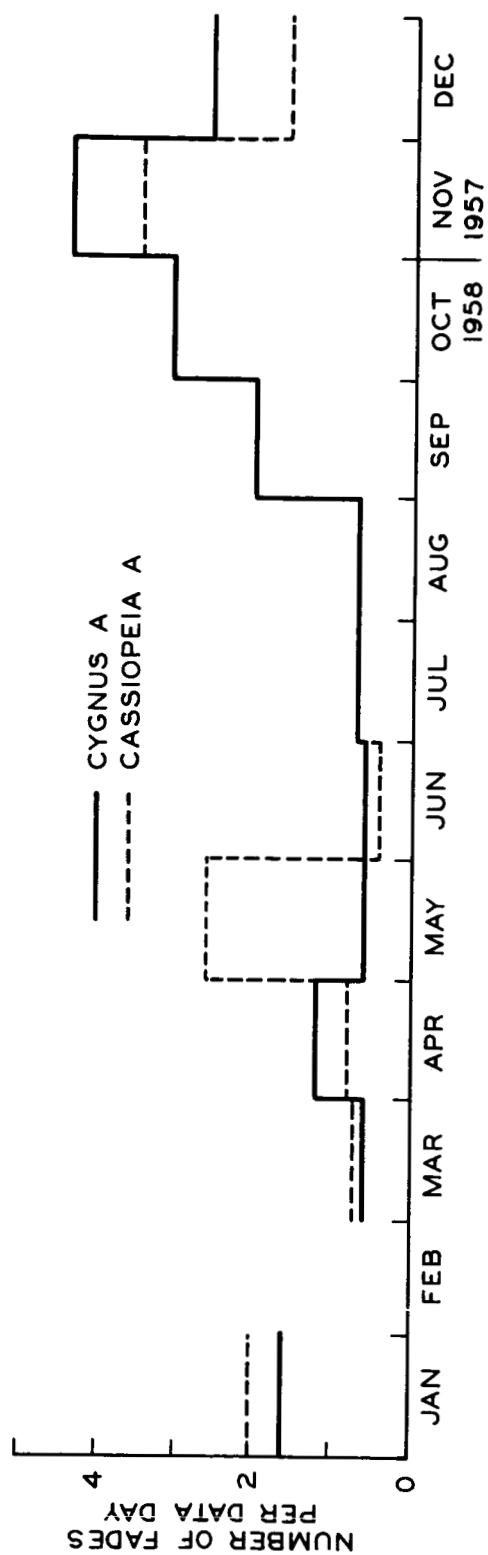 NUMBER OF FADES
PER DATA DAY
4
2
0
CYGNUS A
CASSIOPEIA A
JAN FEB MAR APR MAY JUN JUL AUG SEP OCT NOV DEC
1958 1957